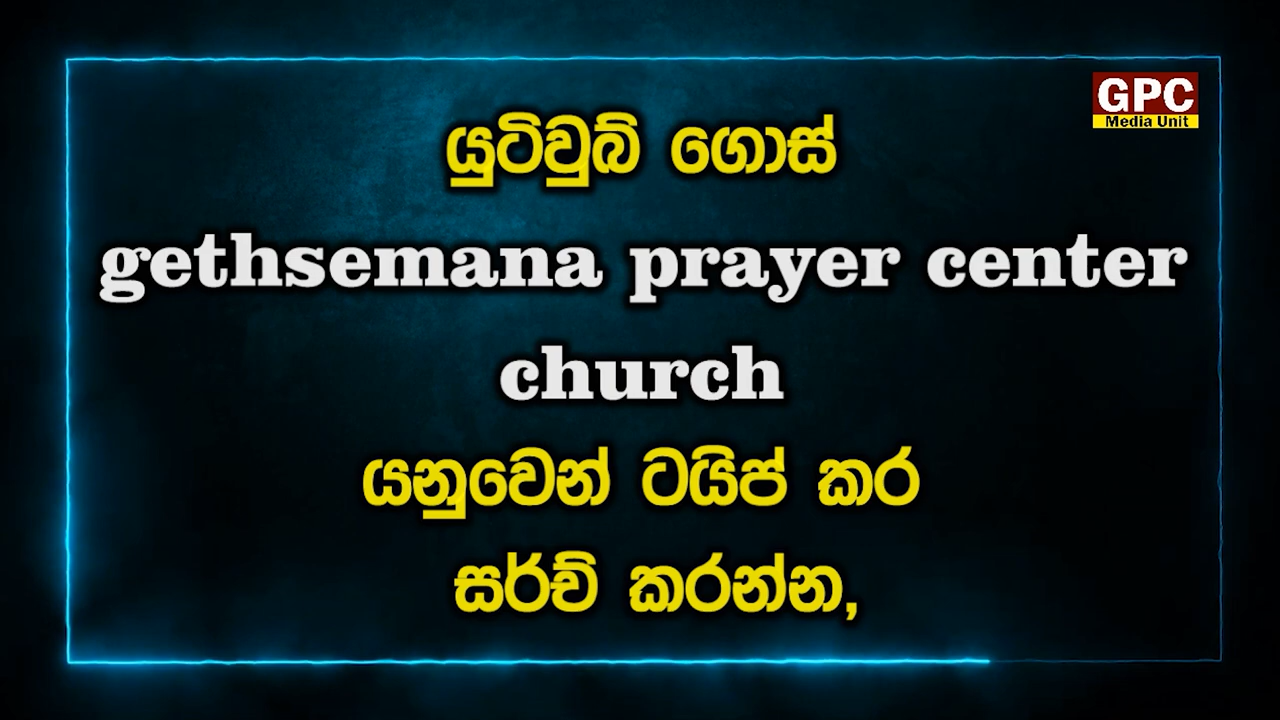 GPC
Media Unit
යුටිවුබ් ගොස්
gethsemana prayer center
church
යනුවෙන් ටයිප් කර
සර්ච් කරන්න,